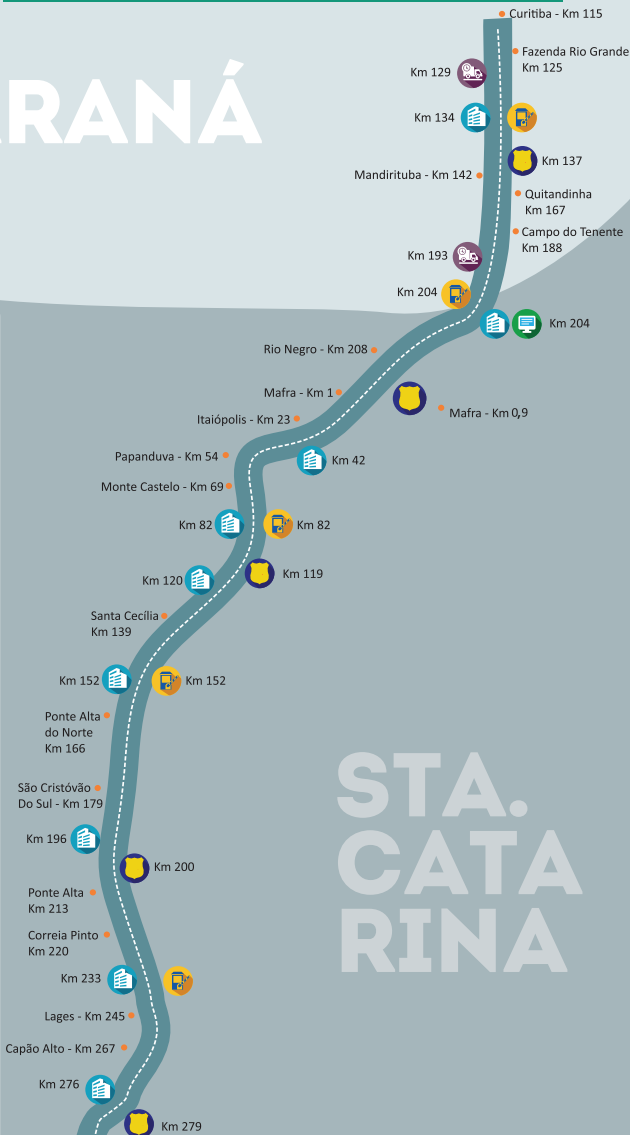 Curitiba - Km 115
Fazenda Rio Grande
Km 125
Km 129
RANÁ
Km 134
Km 137
Mandirituba - Km 142
Quitandinha
Km 167
Campo do Tenente
Km 188
Km 193
Km 204
Km 204
Rio Negro - Km 208
Mafra - Km 1
Mafra - Km 0,9
Itaiópolis - Km 23
Papanduva - Km 54
Km 42
Monte Castelo - Km 69
Km 82
Km 82
Km 119
Km 120
Santa Cecília
Km 139
Km 152
Km 152
Ponte Alta
do Norte
Km 166
São Cristóvão
Do Sul - Km 179
STA.
CATA
RINA
Km 196
Km 200
Ponte Alta
Km 213
Correia Pinto
Km 220
Km 233
Lages - Km 245
Capão Alto - Km 267
Km 276
Km 279